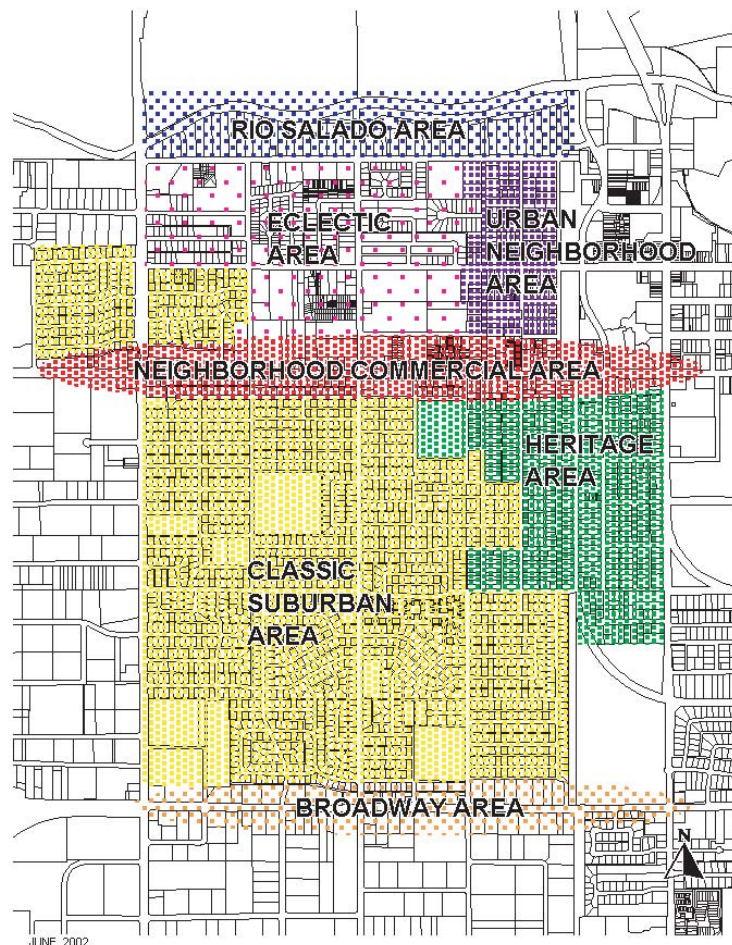 RIO SALADO AREA
ECLECTIC
AREA
URBAN
NEIGHBORHOOD
AREA
NEIGHBORHOOD COMMERCIAL AREA
HERITAGE
AREA
CLASSIC
SUBURBAN
AREA
BROADWAY AREA
N
JUNE, 2002